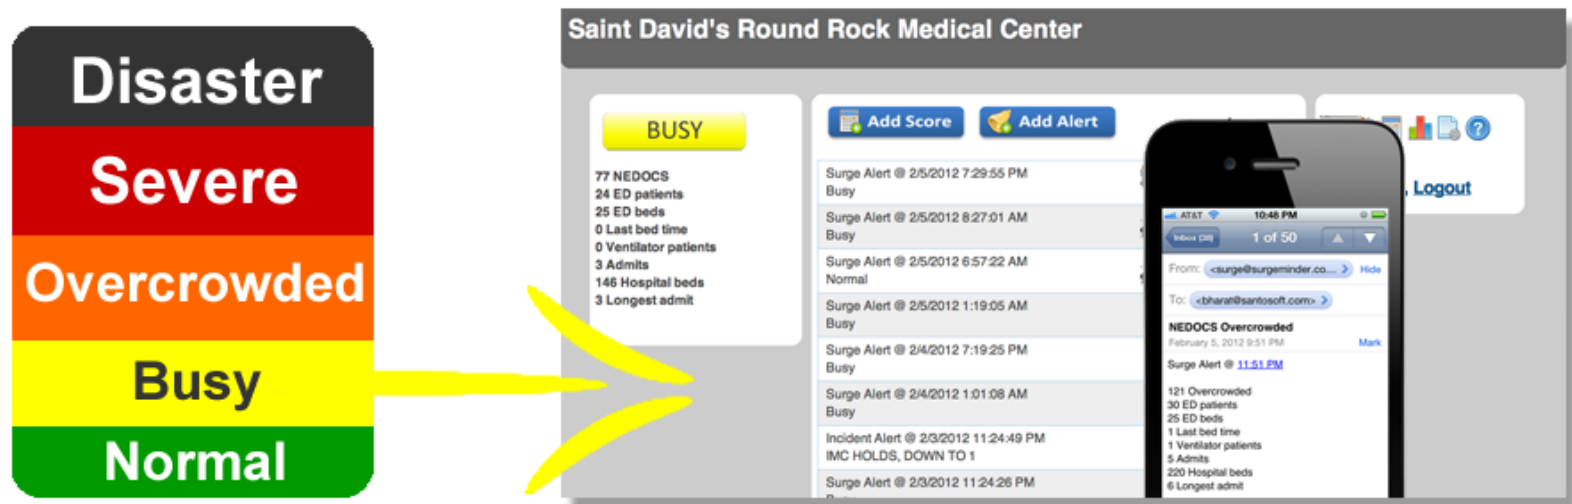 Disaster
Severe
Overcrowded
Busy
Normal
Saint David's Round Rock Medical Center
BUSY
77 NEDOCS
24 ED patients
25 ED beds
0 Last bed time
0 Ventilator patients
3 Admits
146 Hospital beds
3 Longest admit
Add Score
Add Alert
Surge Alert @ 2/5/2012 7:29:55 PM
Busy
Surge Alert @ 2/5/2012 8:27:01 AM
Busy
Surge Alert @ 2/5/2012 6:57:22 AM
Normal
Surge Alert @ 2/5/2012 1:19:05 AM
Busy
Surge Alert @ 2/4/2012 7:19:25 PM
Busy
Surge Alert @ 2/4/2012 1:01:08 AM
Busy
Incident Alert @ 2/3/2012 11:24:49 PM
IMC HOLDS, DOWN TO 1
Surge Alert @ 2/3/2012 11:24:26 PM
Logout
AT&T 10:48 PM
Inbox (38) 1 of 50
From: <surge@surgeminder.co... Hide
To: <bharat@santosoft.com>
NEDOCS Overcrowded
February 5, 2012 9:51 PM Mark
Surge Alert @ 11:51 PM
121 Overcrowded
30 ED patients
25 ED beds
1 Last bed time
1 Ventilator patients
5 Admits
220 Hospital beds
6 Longest admit